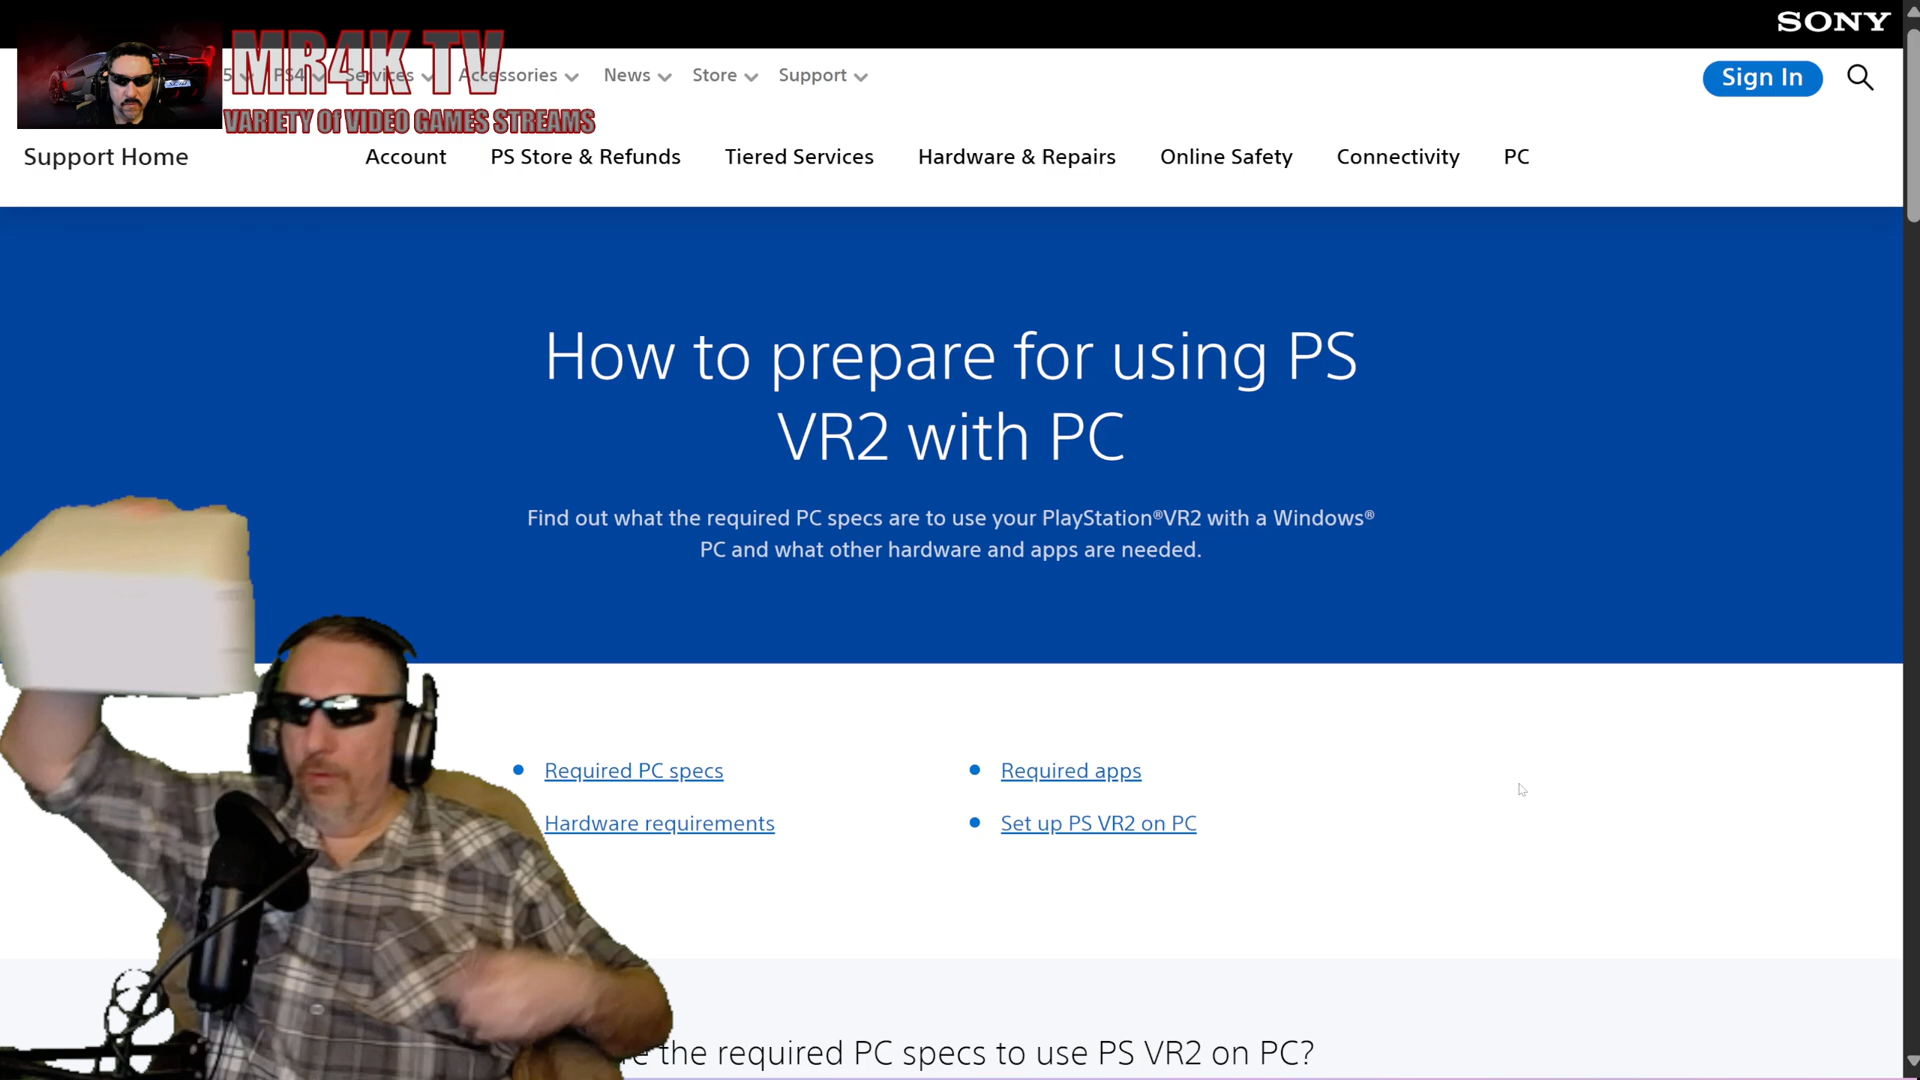 SONY
MR4K TV
VARIETY Of VIDEO GAMES STREAMS
5 PS4 Services Accessories News Store Support
Sign In
Support Home Account PS Store & Refunds Tiered Services Hardware & Repairs Online Safety Connectivity PC
How to prepare for using PS
VR2 with PC
Find out what the required PC specs are to use your PlayStation®VR2 with a Windows®
PC and what other hardware and apps are needed.
Required PC specs
Required apps
Hardware requirements
Set up PS VR2 on PC
the required PC specs to use PS VR2 on PC?